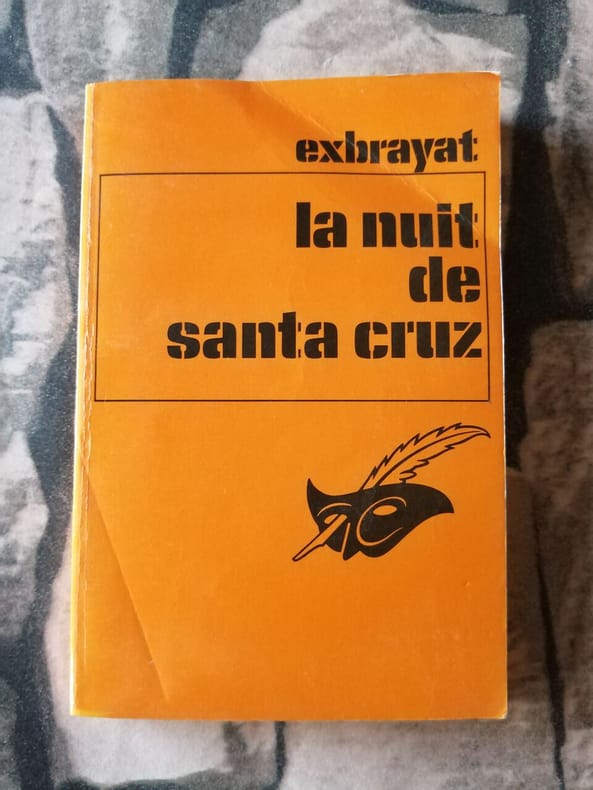 exbrayat
la nuit
de
santa cruz